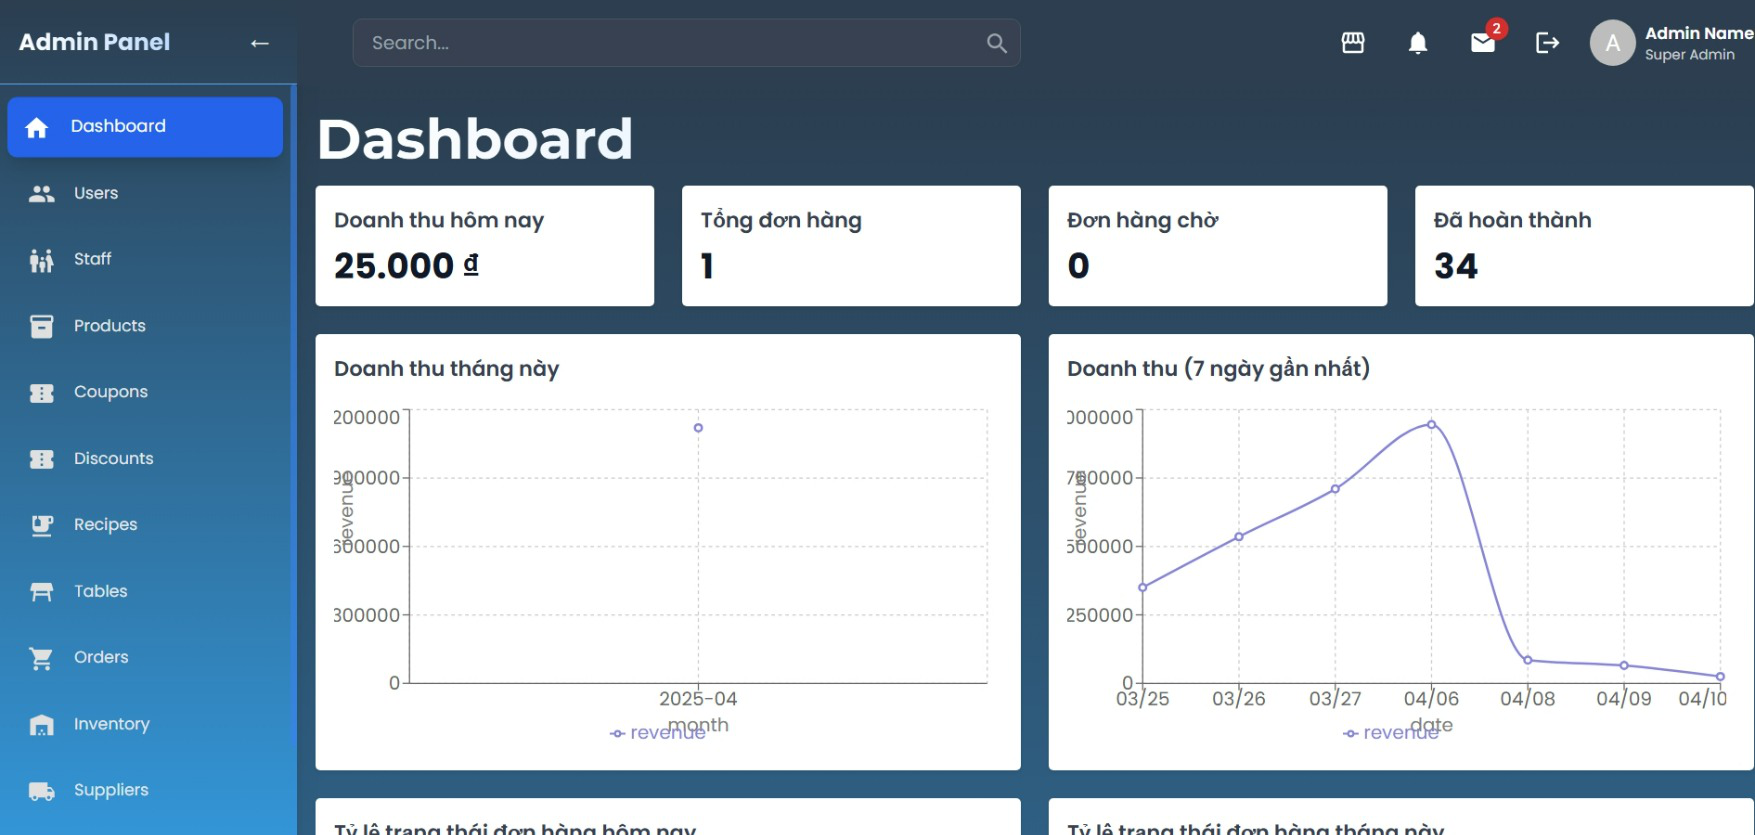 Admin Panel
←
Search...
2
A
Admin Name
Super Admin
Dashboard
Users
Staff
Products
Coupons
Discounts
Recipes
Tables
Orders
Inventory
Suppliers
Dashboard
Doanh thu hôm nay
25.000 ₫
Tổng đơn hàng
1
Đơn hàng chờ
0
Đã hoàn thành
34
Doanh thu tháng này
200000
900000
600000
300000
0
revenue
2025-04
month
revenue
Doanh thu (7 ngày gần nhất)
000000
750000
500000
250000
0
revenue
03/25 03/26 03/27 04/06 04/08 04/09 04/10
date
revenue
Tỷ lệ trạng thái đơn hàng hôm nay
Tỷ lệ trạng thái đơn hàng tháng này